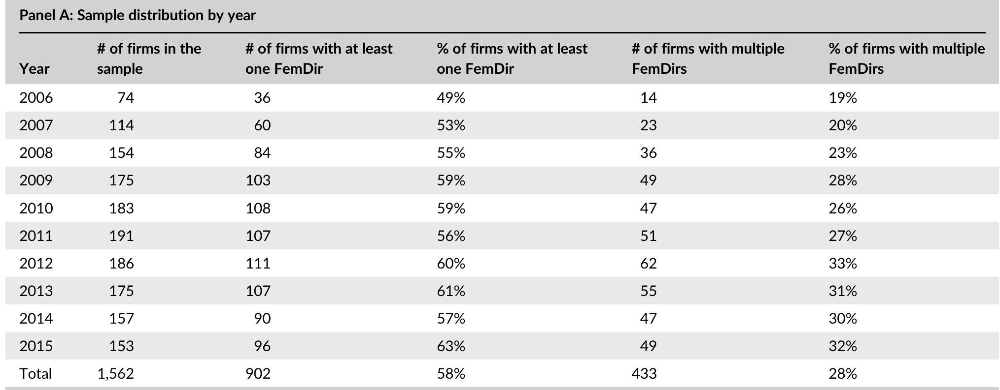 Panel A: Sample distribution by year
# of firms in the # of firms with at least % of firms with at least # of firms with multiple % of firms with multiple
Year sample one FemDir one FemDir FemDirs FemDirs
2006 74 36 49% 14 19%
2007 114 60 53% 23 20%
2008 154 84 55% 36 23%
2009 175 103 59% 49 28%
2010 183 108 59% 47 26%
2011 191 107 56% 51 27%
2012 186 111 60% 62 33%
2013 175 107 61% 55 31%
2014 157 90 57% 47 30%
2015 153 96 63% 49 32%
Total 1,562 902 58% 433 28%